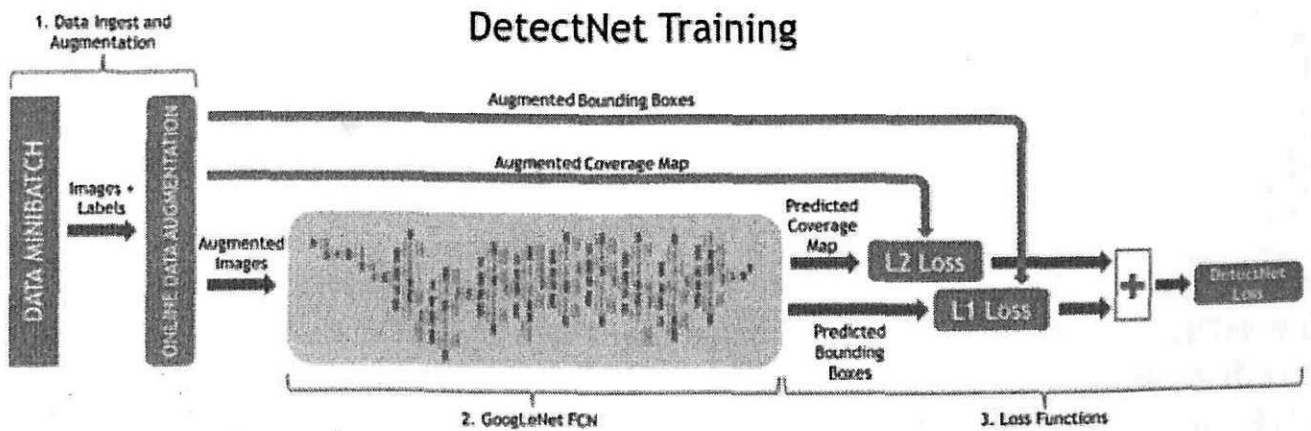 DetectNet Training
1. Data Ingest and
Augmentation
DATA MINIBATCH
Images +
Labels
ONLINE DATA AUGMENTATION
Augmented Bounding Boxes
Augmented Coverage Map
Augmented
Images
Predicted
Coverage
Map
L2 Loss
L1 Loss
Predicted
Bounding
Boxes
+
DetectNet
Loss
2. GoogLeNet FCN
3. Loss Functions